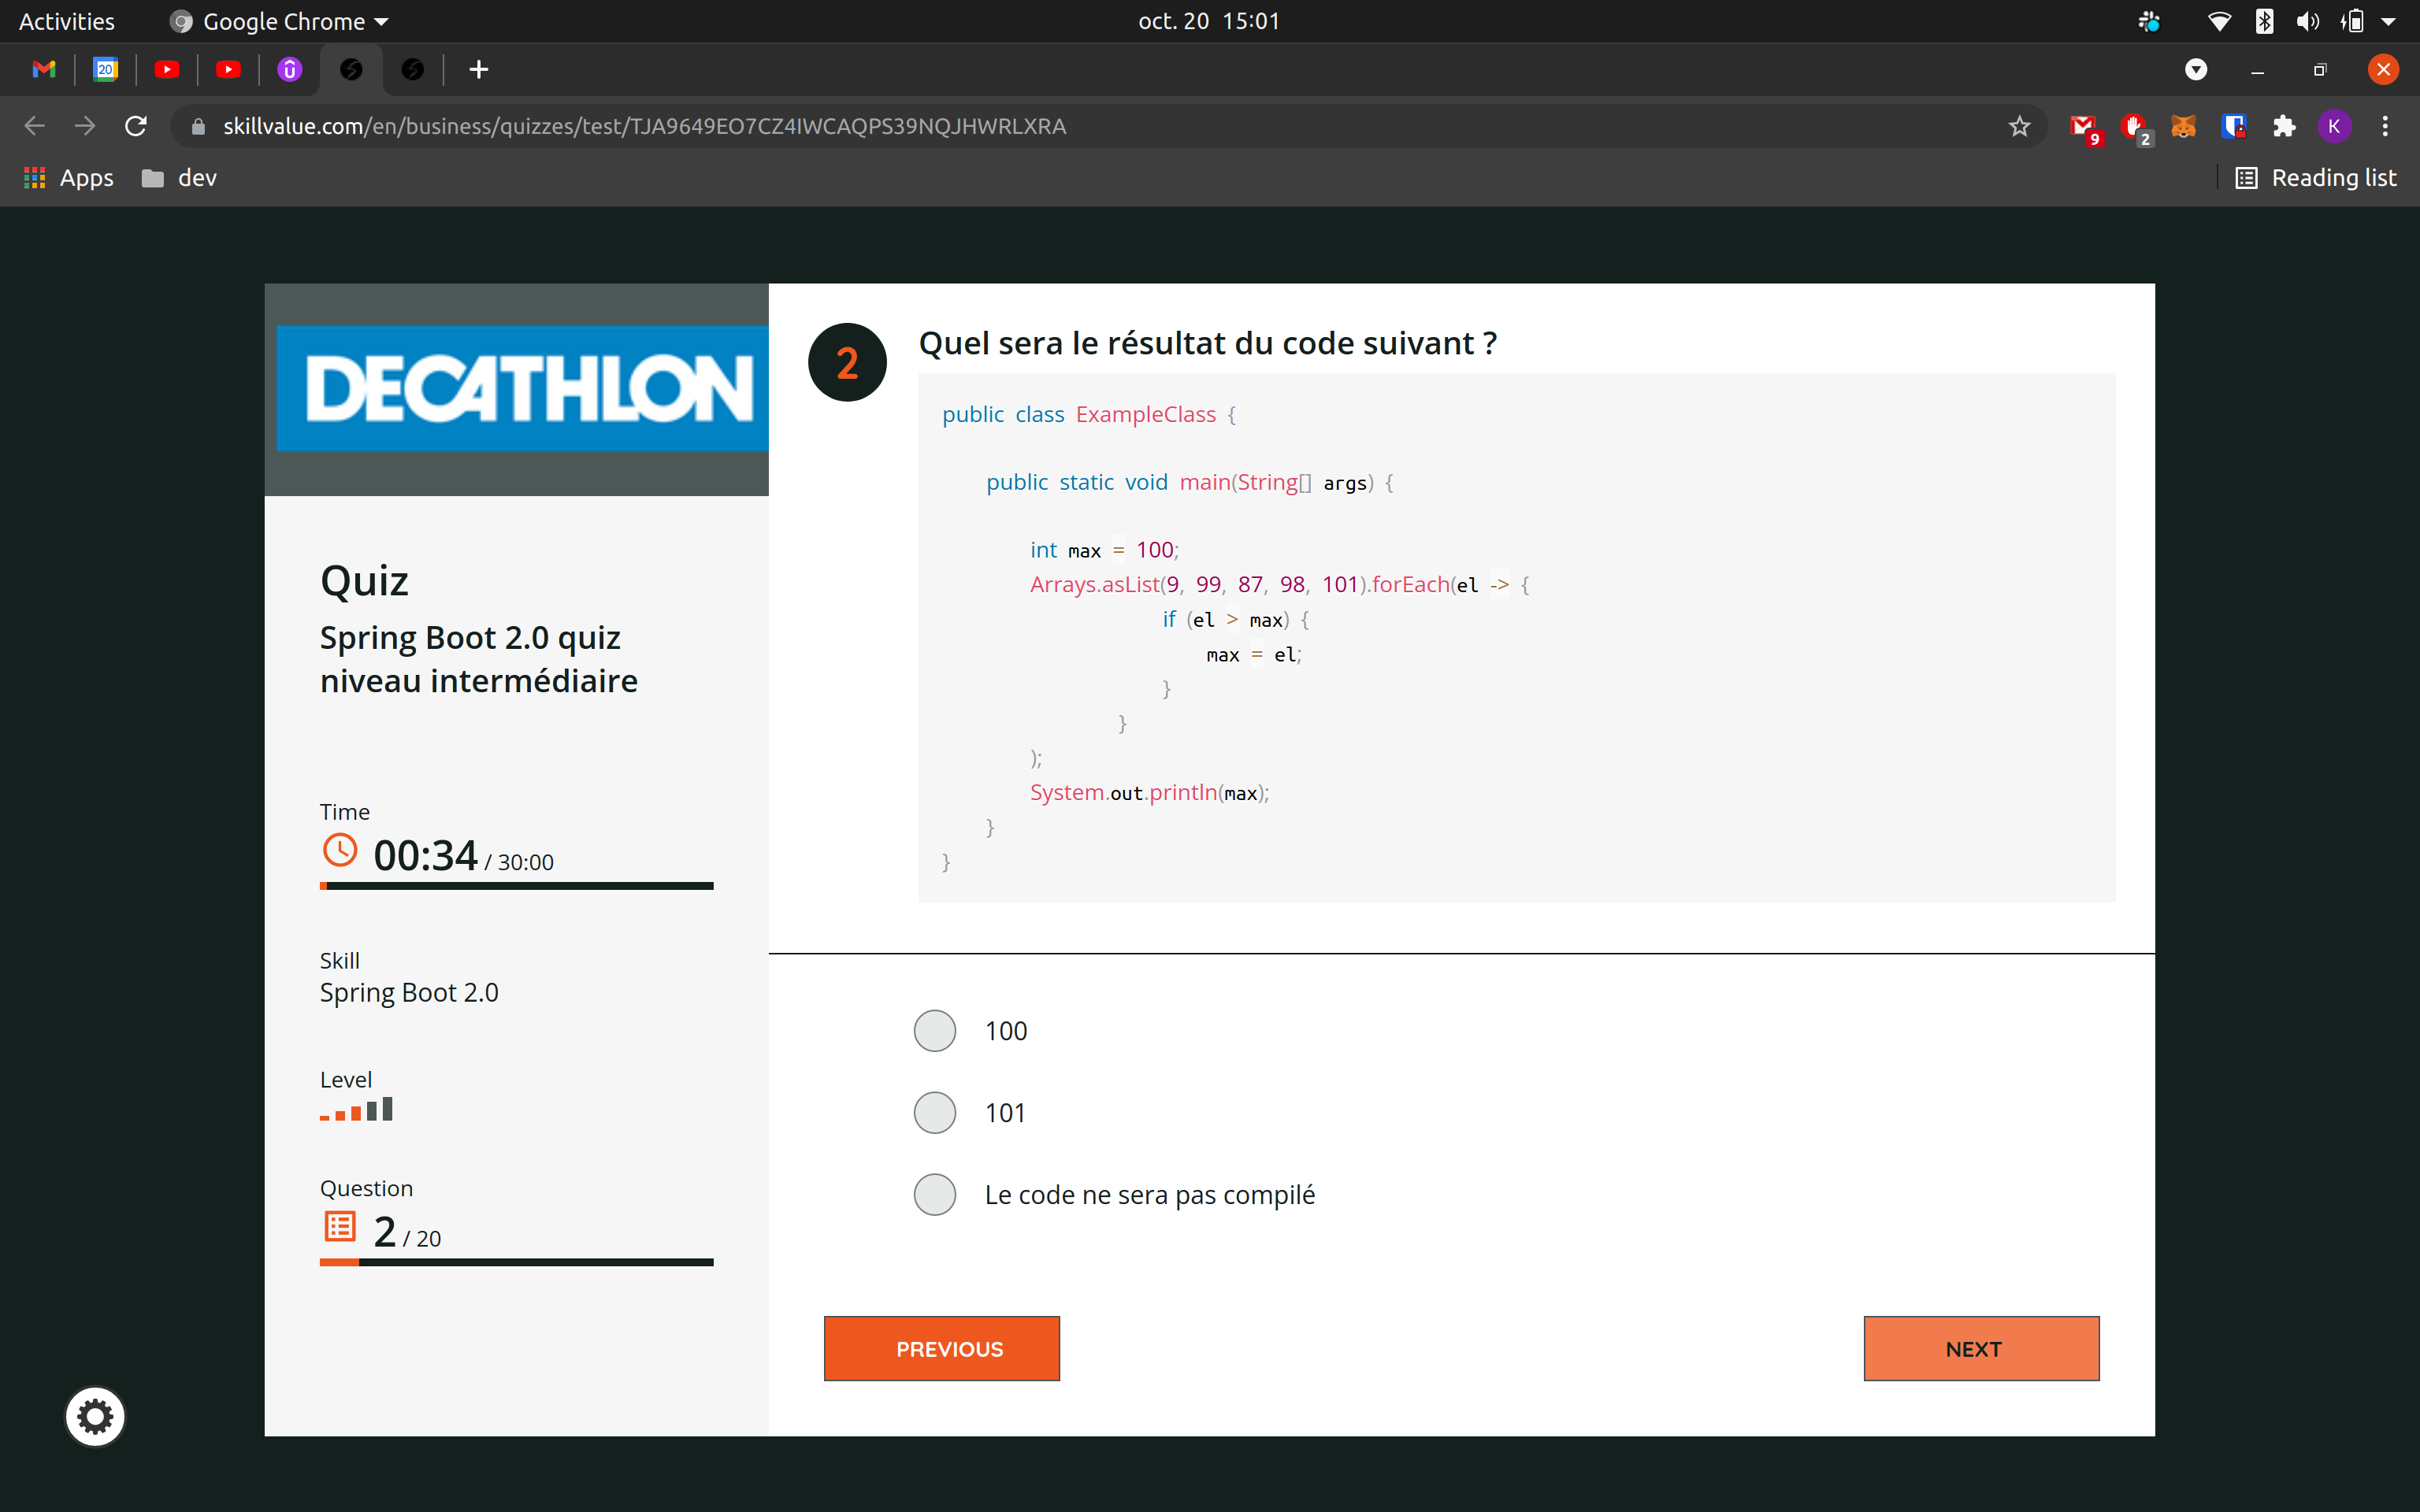 Activities
Google Chrome
oct. 20 15:01
20
skillvalue.com/en/business/quizzes/test/TJA9649EO7CZ4IWCAQPS39NQJHWRLXRA
9
2
K
Apps
dev
Reading list
DECATHLON
Quiz
Spring Boot 2.0 quiz
niveau intermédiaire
Time
00:34 / 30:00
Skill
Spring Boot 2.0
Level
Question
2 / 20
2
Quel sera le résultat du code suivant ?
public class ExampleClass {
public static void main(String[] args) {
int max = 100;
Arrays.asList(9, 99, 87, 98, 101).forEach(el -> {
if (el > max) {
max = el;
}
}
);
System.out.println(max);
}
}
100
101
Le code ne sera pas compilé
PREVIOUS
NEXT